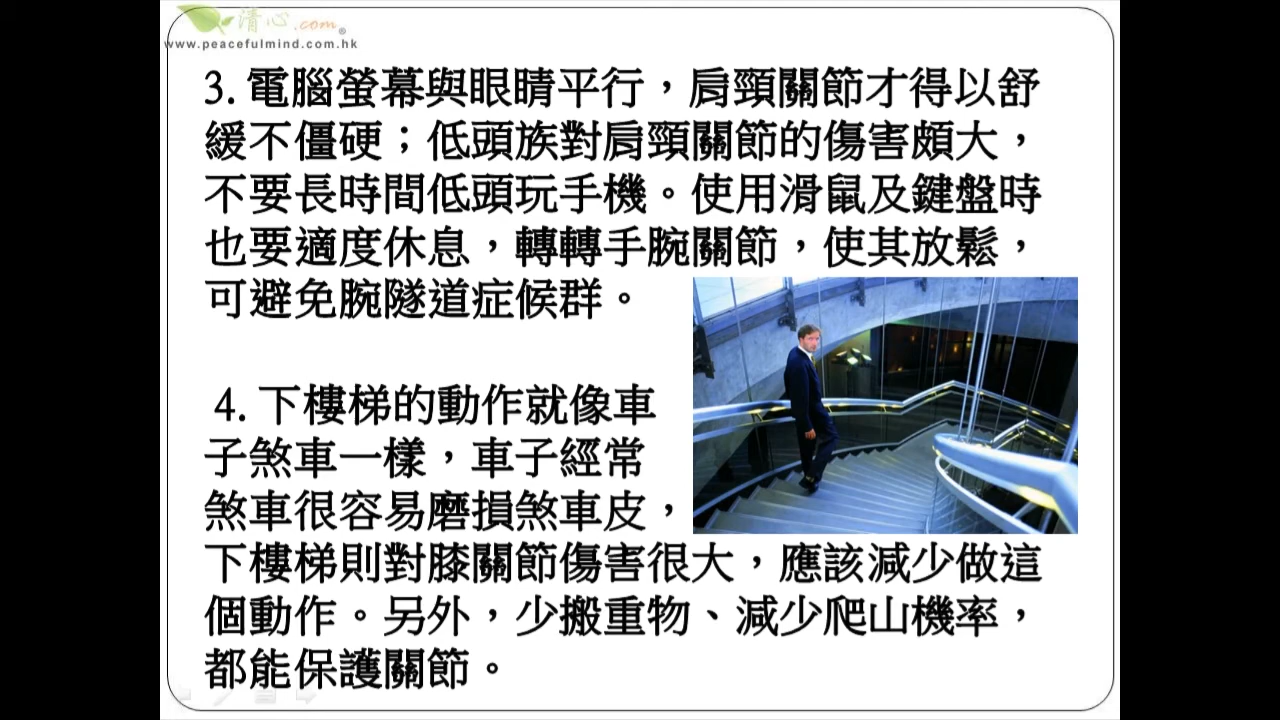 清心.com®
www.peacefulmind.com.hk
3. 電腦螢幕與眼睛平行，肩頸關節才得以舒
緩不僵硬；低頭族對肩頸關節的傷害頗大，
不要長時間低頭玩手機。使用滑鼠及鍵盤時
也要適度休息，轉轉手腕關節，使其放鬆，
可避免腕隧道症候群。
4. 下樓梯的動作就像車
子煞車一樣，車子經常
煞車很容易磨損煞車皮，
下樓梯則對膝關節傷害很大，應該減少做這
個動作。另外，少搬重物、減少爬山機率，
都能保護關節。